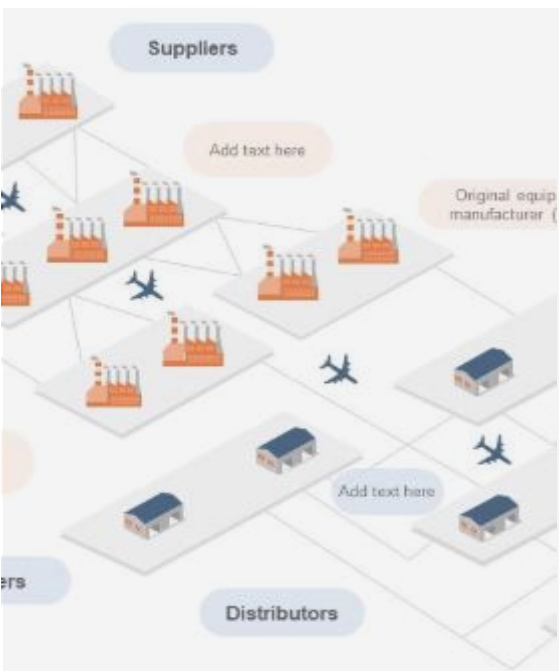 Suppliers
Add text here
Original equip
manufacturer (
Add text here
ers
Distributors